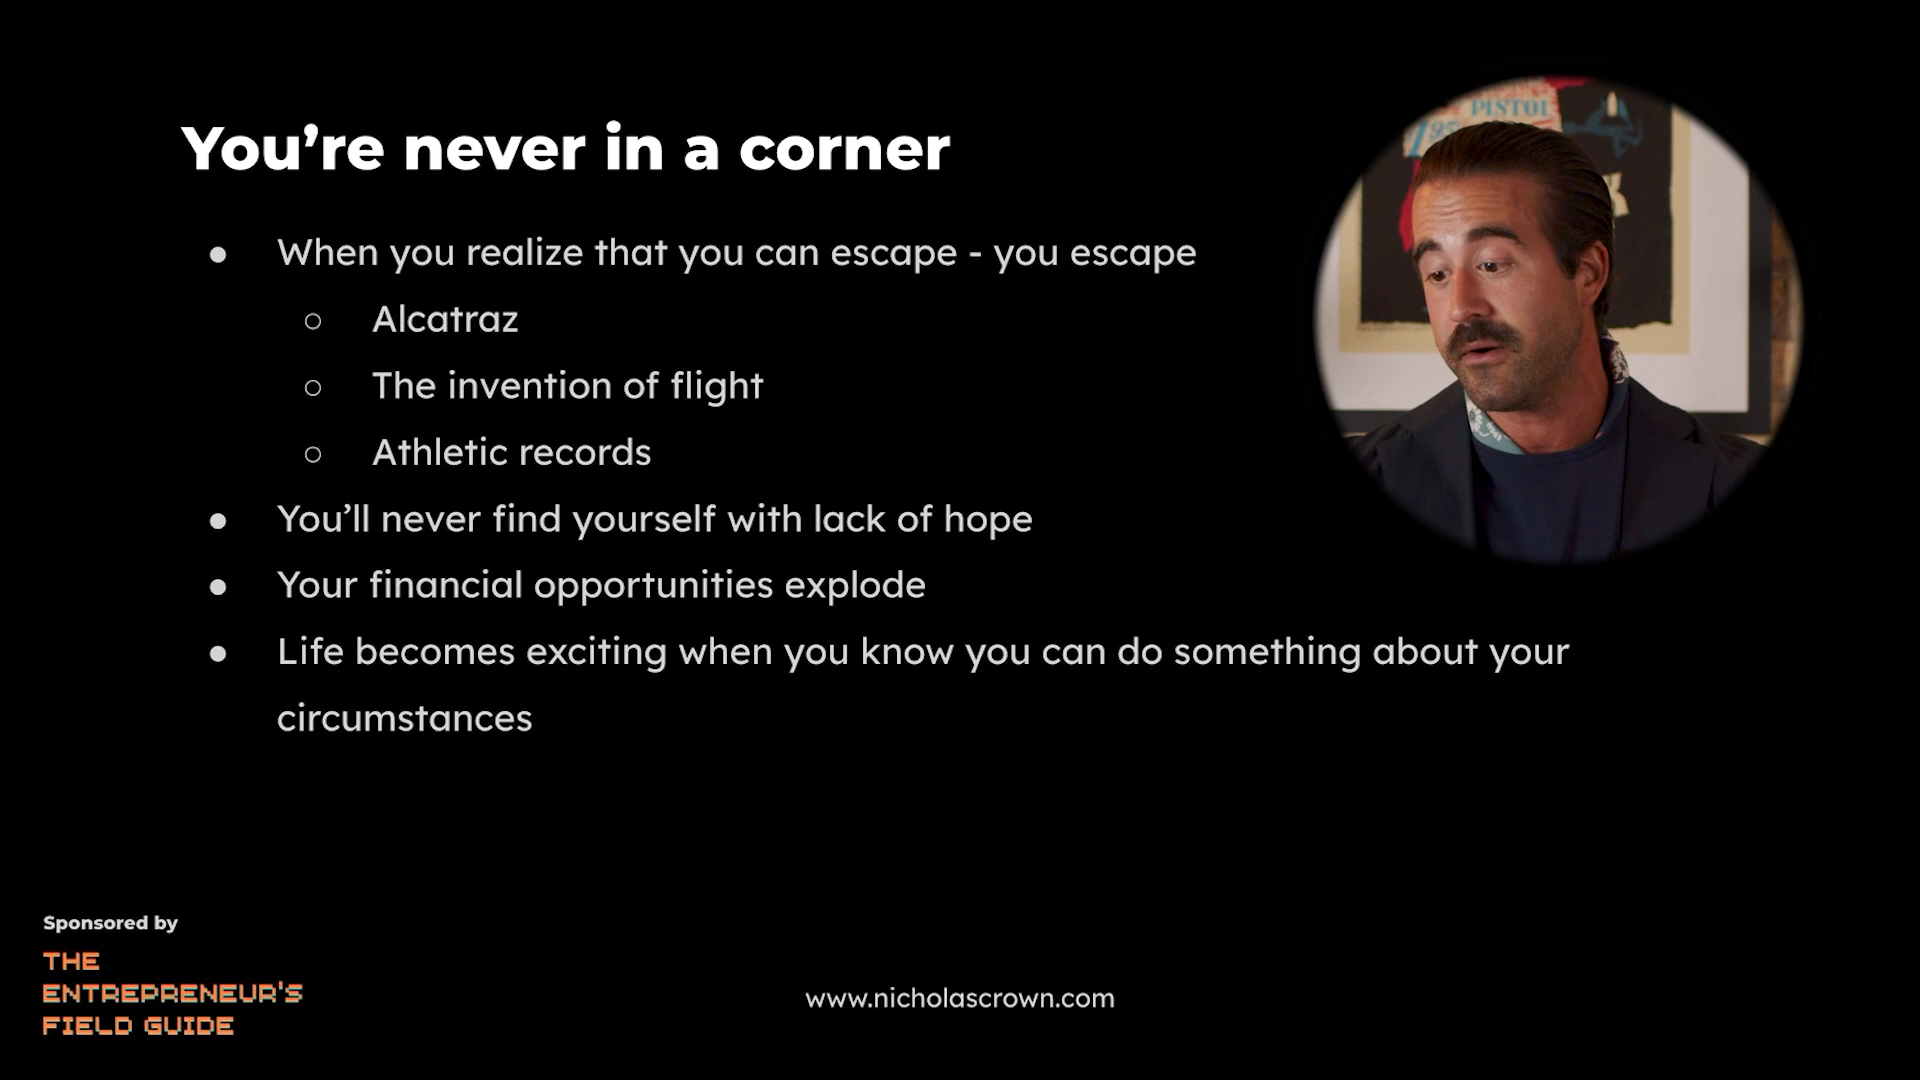 You're never in a corner
When you realize that you can escape - you escape
Alcatraz
The invention of flight
Athletic records
You'll never find yourself with lack of hope
Your financial opportunities explode
Life becomes exciting when you know you can do something about your
circumstances
PISTOL
Sponsored by
THE
ENTREPRENEUR'S
FIELD GUIDE
www.nicholascrown.com